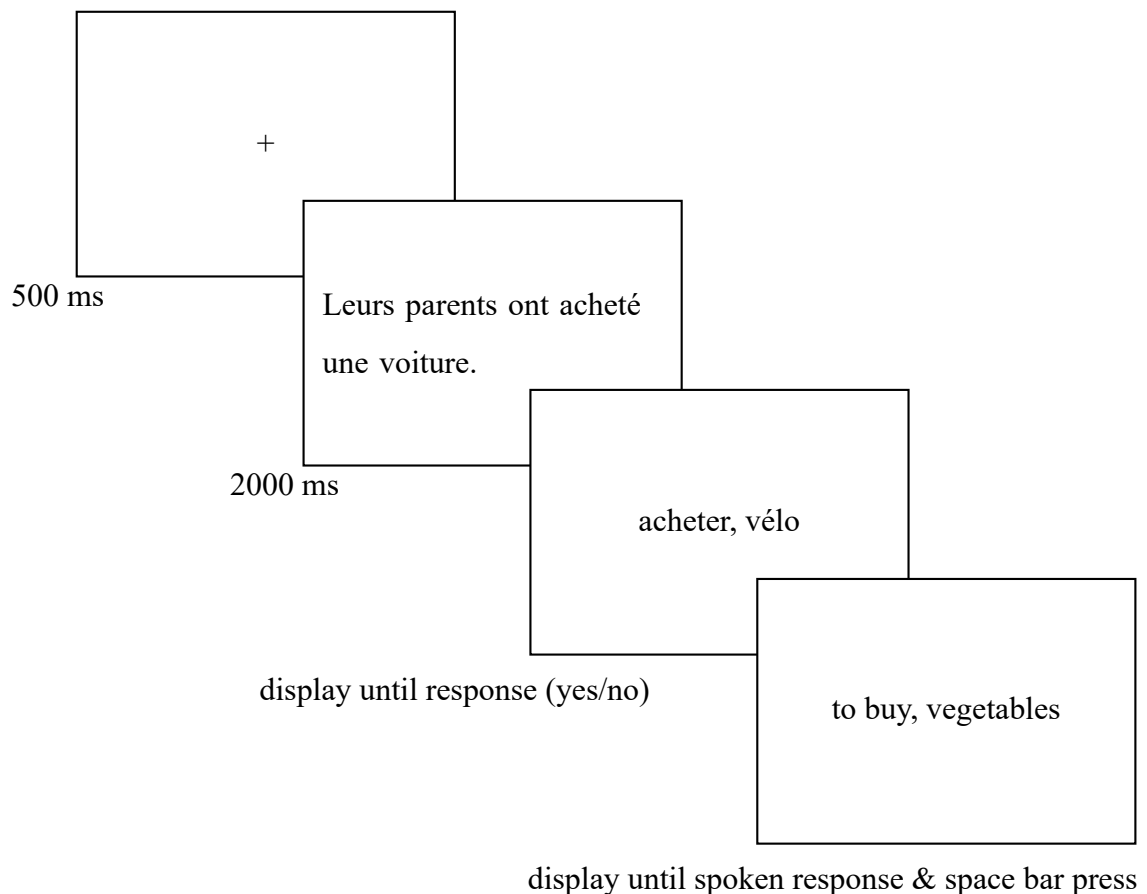 +
500 ms
Leurs parents ont acheté
une voiture.
2000 ms
acheter, vélo
display until response (yes/no)
to buy, vegetables
display until spoken response & space bar press